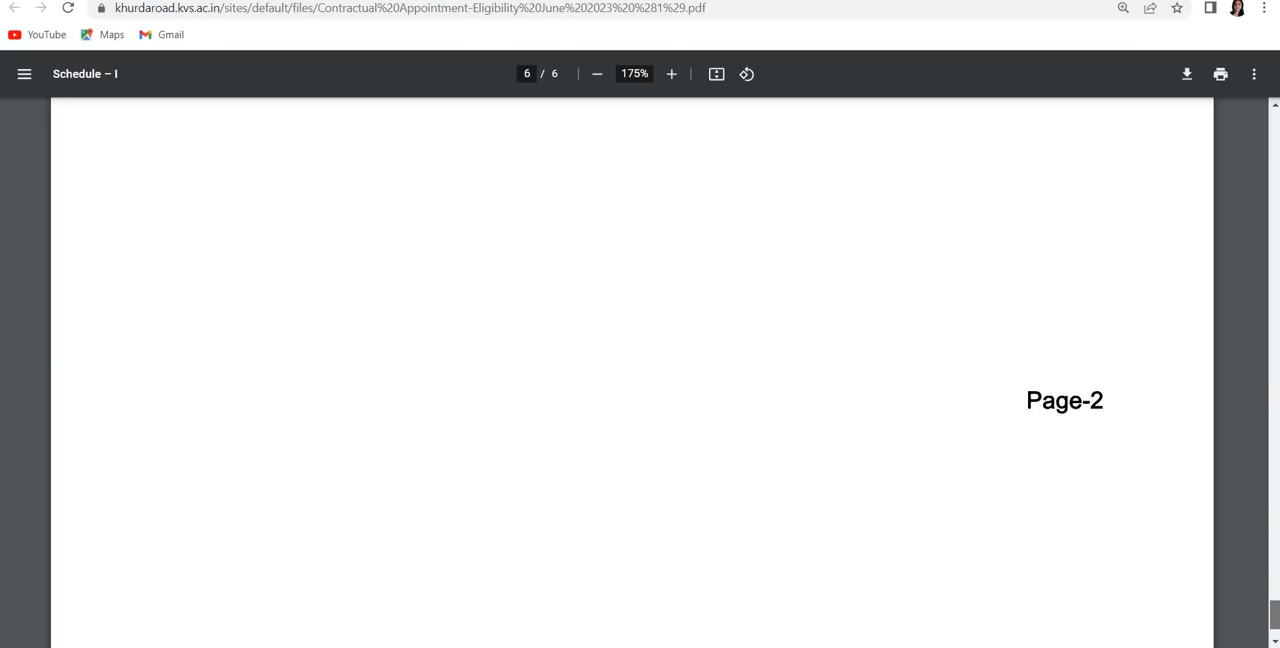 khurdaroad.kvs.ac.in/sites/default/files/Contractual%20Appointment-Eligibility%20June%202023%20%281%29.pdf
YouTube Maps Gmail
Schedule – I 6 / 6 175%
Page-2